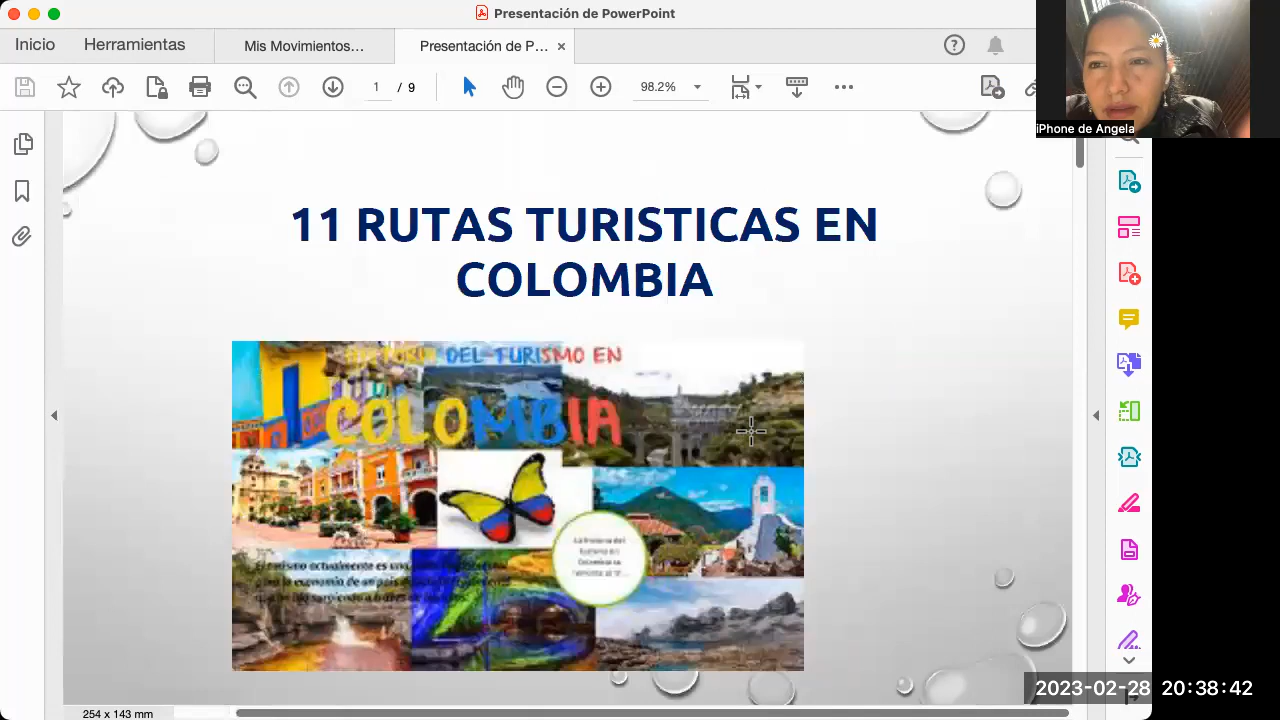 Presentación de PowerPoint
Inicio
Herramientas
Mis Movimientos...
Presentación de P...
1 / 9
98.2%
iPhone de Angela
11 RUTAS TURISTICAS EN
COLOMBIA
DEL TURISMO EN
COLOMBIA
2023-02-28 20:38:42
254 x 143 mm